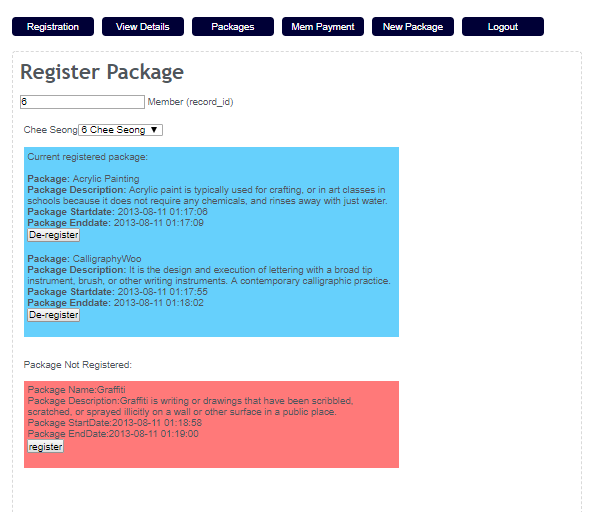 Registration View Details Packages Mem Payment New Package Logout
Register Package
6 Member (record_id)
Chee Seong 6 Chee Seong ▼
Current registered package:
Package: Acrylic Painting
Package Description: Acrylic paint is typically used for crafting, or in art classes in
schools because it does not require any chemicals, and rinses away with just water.
Package Startdate: 2013-08-11 01:17:06
Package Enddate: 2013-08-11 01:17:09
De-register
Package: CalligraphyWoo
Package Description: It is the design and execution of lettering with a broad tip
instrument, brush, or other writing instruments. A contemporary calligraphic practice.
Package Startdate: 2013-08-11 01:17:55
Package Enddate: 2013-08-11 01:18:02
De-register
Package Not Registered:
Package Name:Graffiti
Package Description:Graffiti is writing or drawings that have been scribbled,
scratched, or sprayed illicitly on a wall or other surface in a public place.
Package StartDate:2013-08-11 01:18:58
Package EndDate:2013-08-11 01:19:00
register